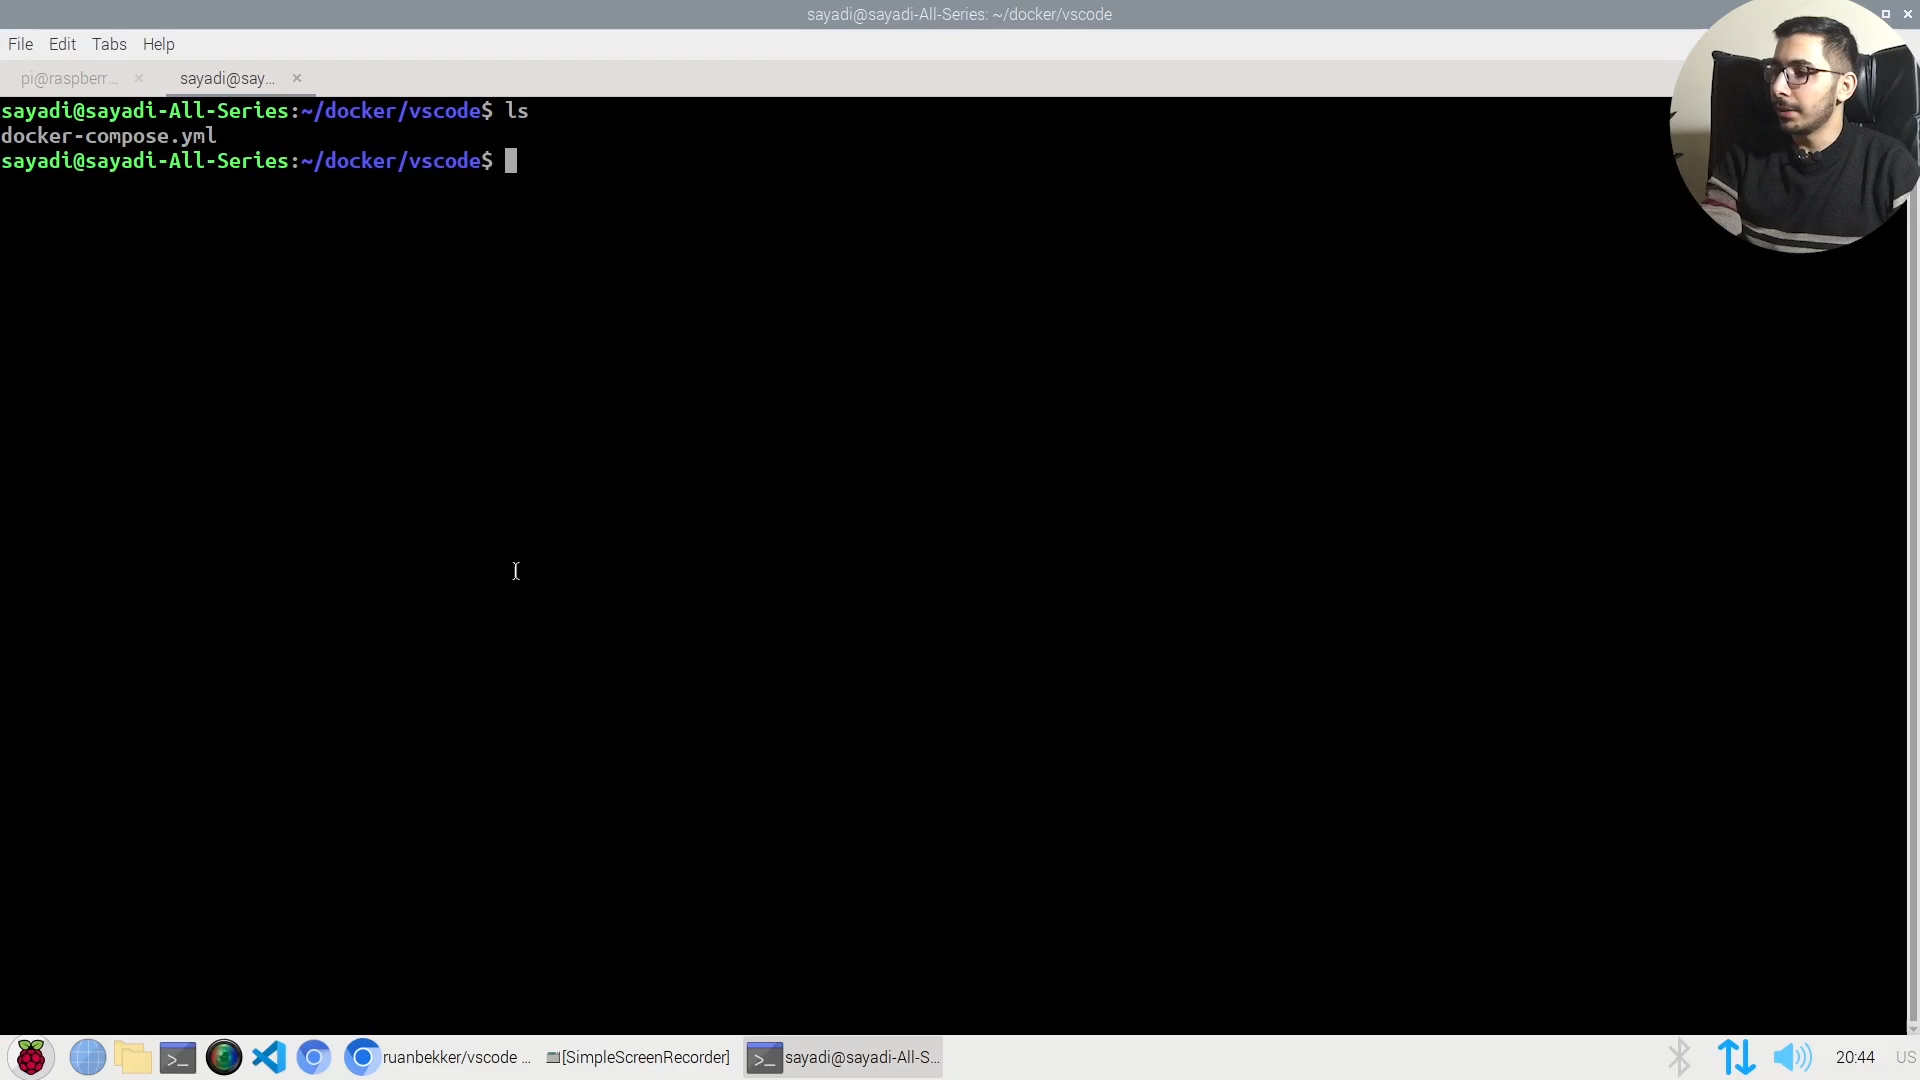 sayadi@sayadi-All-Series: ~/docker/vscode
File Edit Tabs Help
pi@raspberr... sayadi@say...
sayadi@sayadi-All-Series:~/docker/vscode$ ls
docker-compose.yml
sayadi@sayadi-All-Series:~/docker/vscode$
ruanbekker/vscode ... [SimpleScreenRecorder] sayadi@sayadi-All-S... 20:44 US